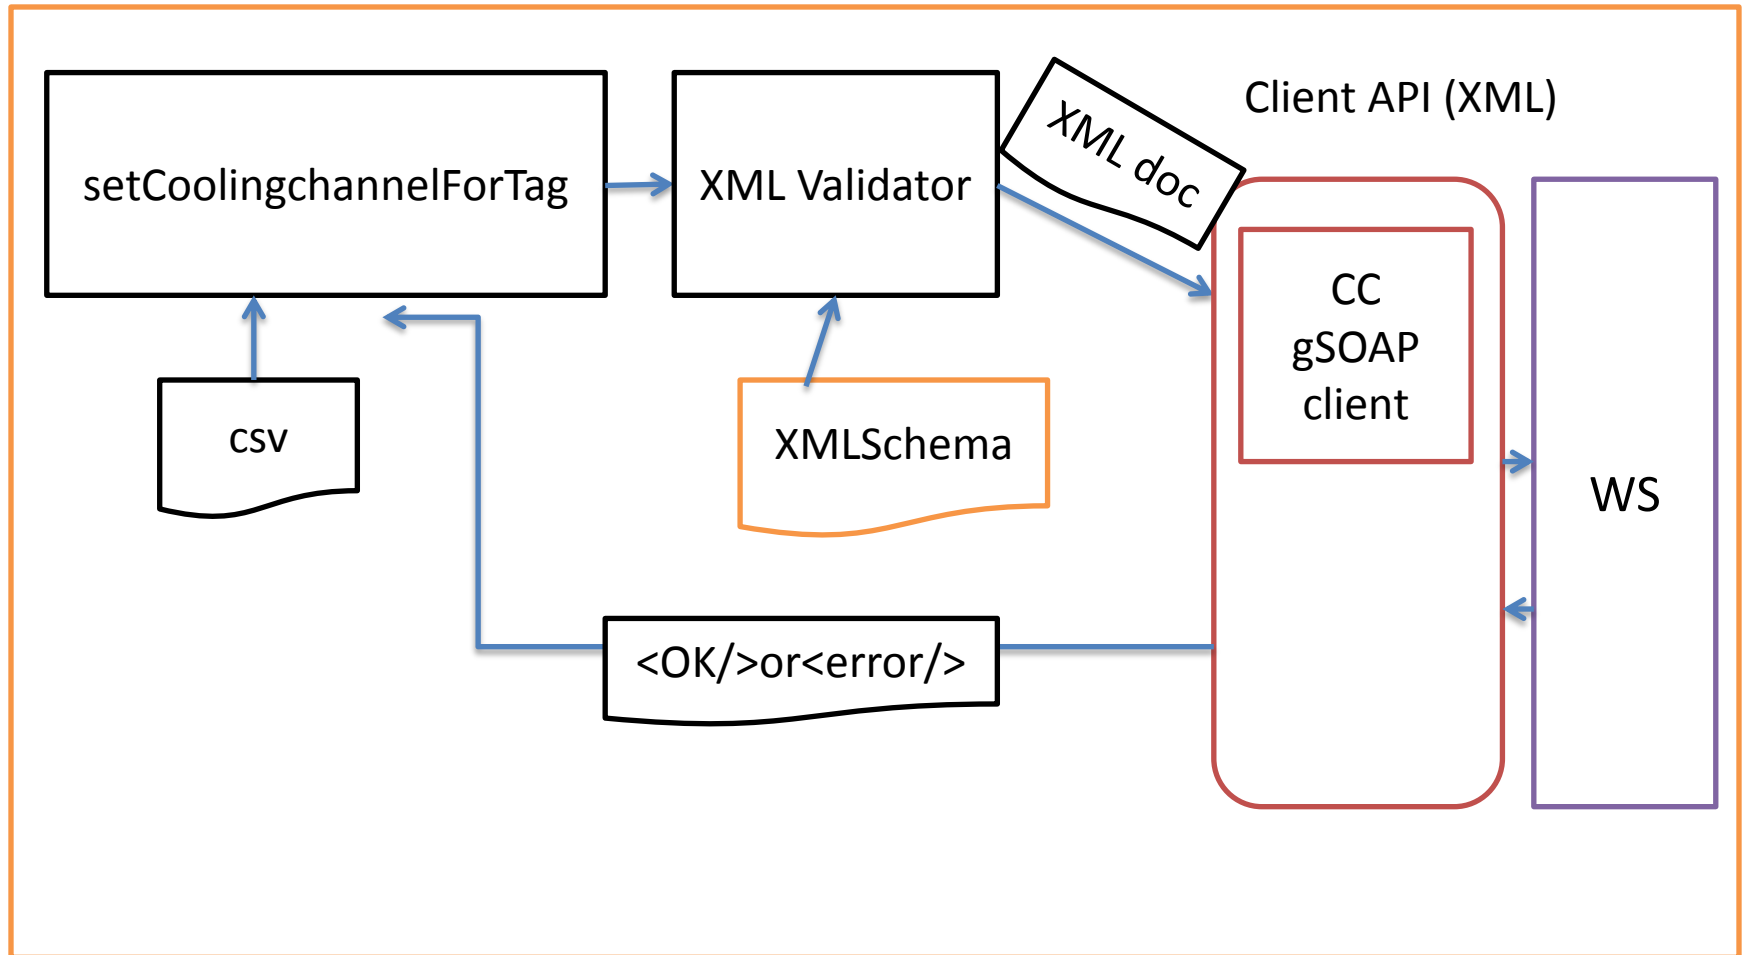 Client API (XML)
setCoolingchannelForTag
XML Validator
XML doc
CC
gSOAP
client
csv
XMLSchema
WS
<OK/>or<error/>